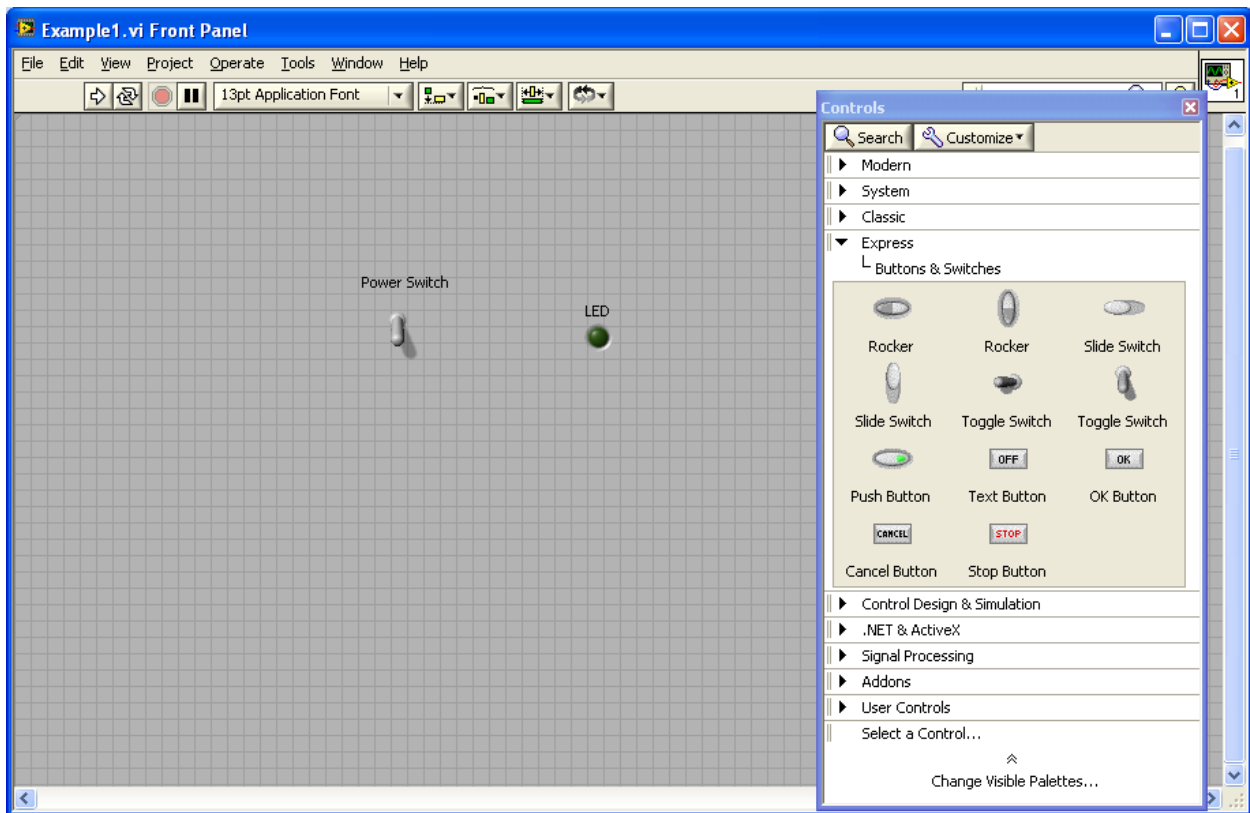 Example1.vi Front Panel
File Edit View Project Operate Tools Window Help
13pt Application Font
1
Controls
Search Customize
Modern
System
Classic
Express
Buttons & Switches
Power Switch
LED
Rocker Rocker Slide Switch
Slide Switch Toggle Switch Toggle Switch
OFF OK
Push Button Text Button OK Button
CANCEL STOP
Cancel Button Stop Button
Control Design & Simulation
.NET & ActiveX
Signal Processing
Addons
User Controls
Select a Control...
Change Visible Palettes...